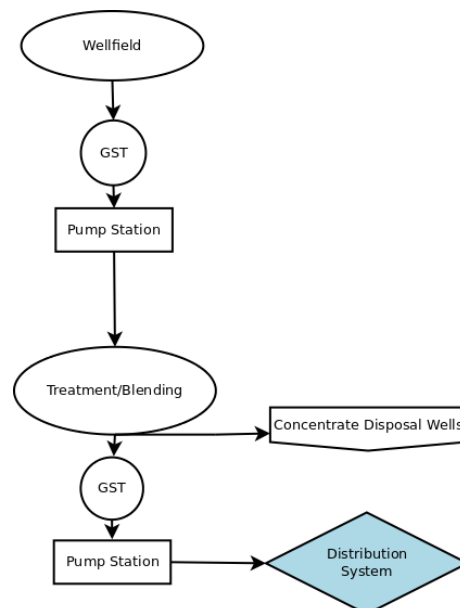 Wellfield
GST
Pump Station
Treatment/Blending
Concentrate Disposal Wells
GST
Pump Station
Distribution
System